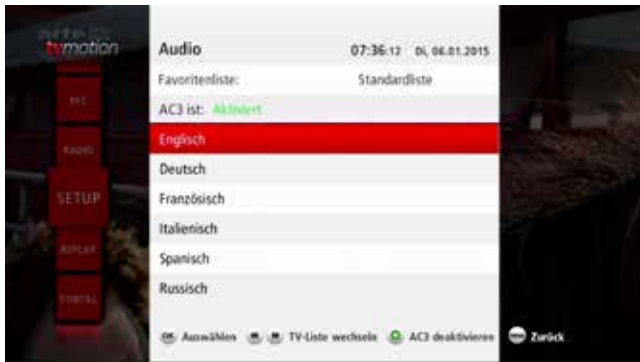 tvmotion
Audio
07:36:12 Di, 06.01.2015
Favoritenliste: Standardliste
AC3 ist: Aktiviert
REC
RADIO
SETUP
REPLAY
PORTAL
Englisch
Deutsch
Französisch
Italienisch
Spanisch
Russisch
OK Auswählen TV-Liste wechseln AC3 deaktivieren Zurück